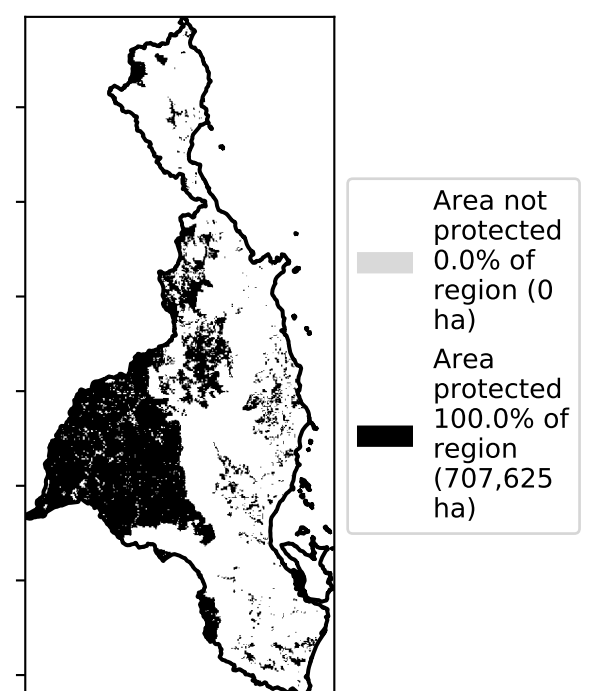 Area not
protected
0.0% of
region (0
ha)
Area
protected
100.0% of
region
(707,625
ha)